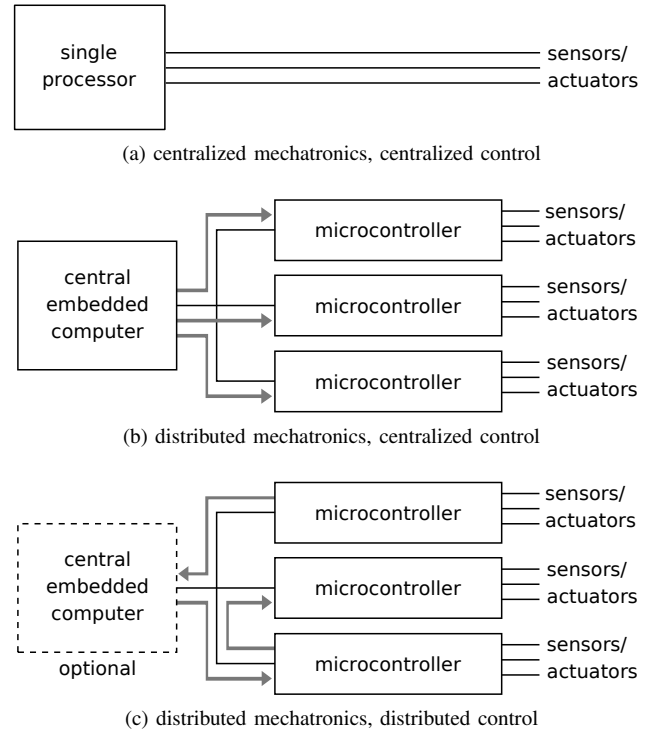 single
processor
sensors/
actuators
(a) centralized mechatronics, centralized control
central
embedded
computer
microcontroller
sensors/
actuators
microcontroller
sensors/
actuators
microcontroller
sensors/
actuators
(b) distributed mechatronics, centralized control
central
embedded
computer
optional
microcontroller
sensors/
actuators
microcontroller
sensors/
actuators
microcontroller
sensors/
actuators
(c) distributed mechatronics, distributed control